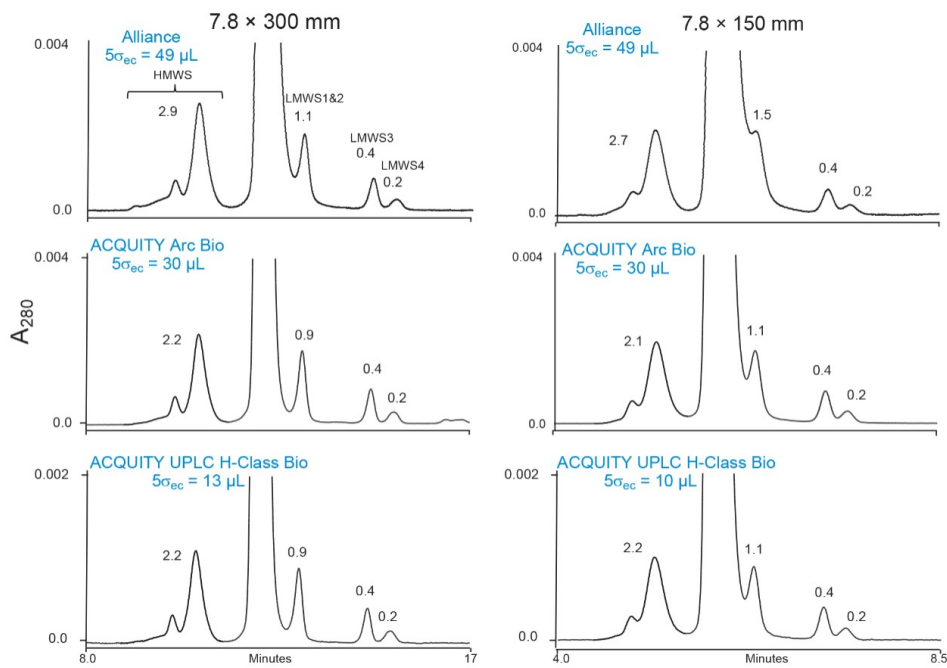 7.8 × 300 mm
Alliance
5σec = 49 µL
0.004
HMWS
2.9
LMWS1&2
1.1
LMWS3
0.4
LMWS4
0.2
0.0
7.8 × 150 mm
Alliance
5σec = 49 µL
0.004
2.7
1.5
0.4
0.2
0.0
A280
ACQUITY Arc Bio
5σec = 30 µL
0.004
2.2
0.9
0.4
0.2
0.0
ACQUITY Arc Bio
5σec = 30 µL
0.004
2.1
1.1
0.4
0.2
0.0
ACQUITY UPLC H-Class Bio
5σec = 13 µL
0.002
2.2
0.9
0.4
0.2
0.0
8.0 Minutes 17
ACQUITY UPLC H-Class Bio
5σec = 10 µL
0.002
2.2
1.1
0.4
0.2
0.0
4.0 Minutes 8.5